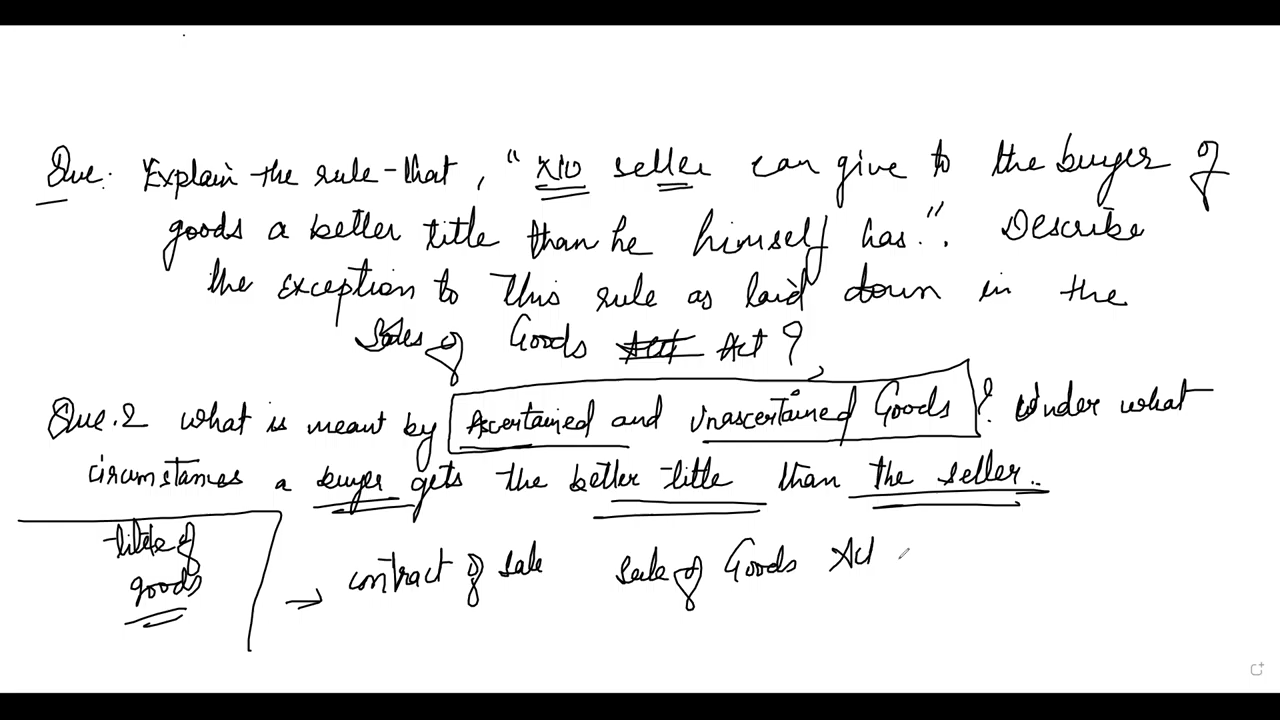 Que. Explain the rule that, "No seller can give to the buyer of
goods a better title than he himself has". Describe
the exception to this rule as laid down in the
Sales of Goods Act Act ?
Que.2 What is meant by Ascertained and Unascertained Goods ? Under what
circumstances a buyer gets the better title than the seller..
title of
goods
→ contract of sale Sale of Goods Act